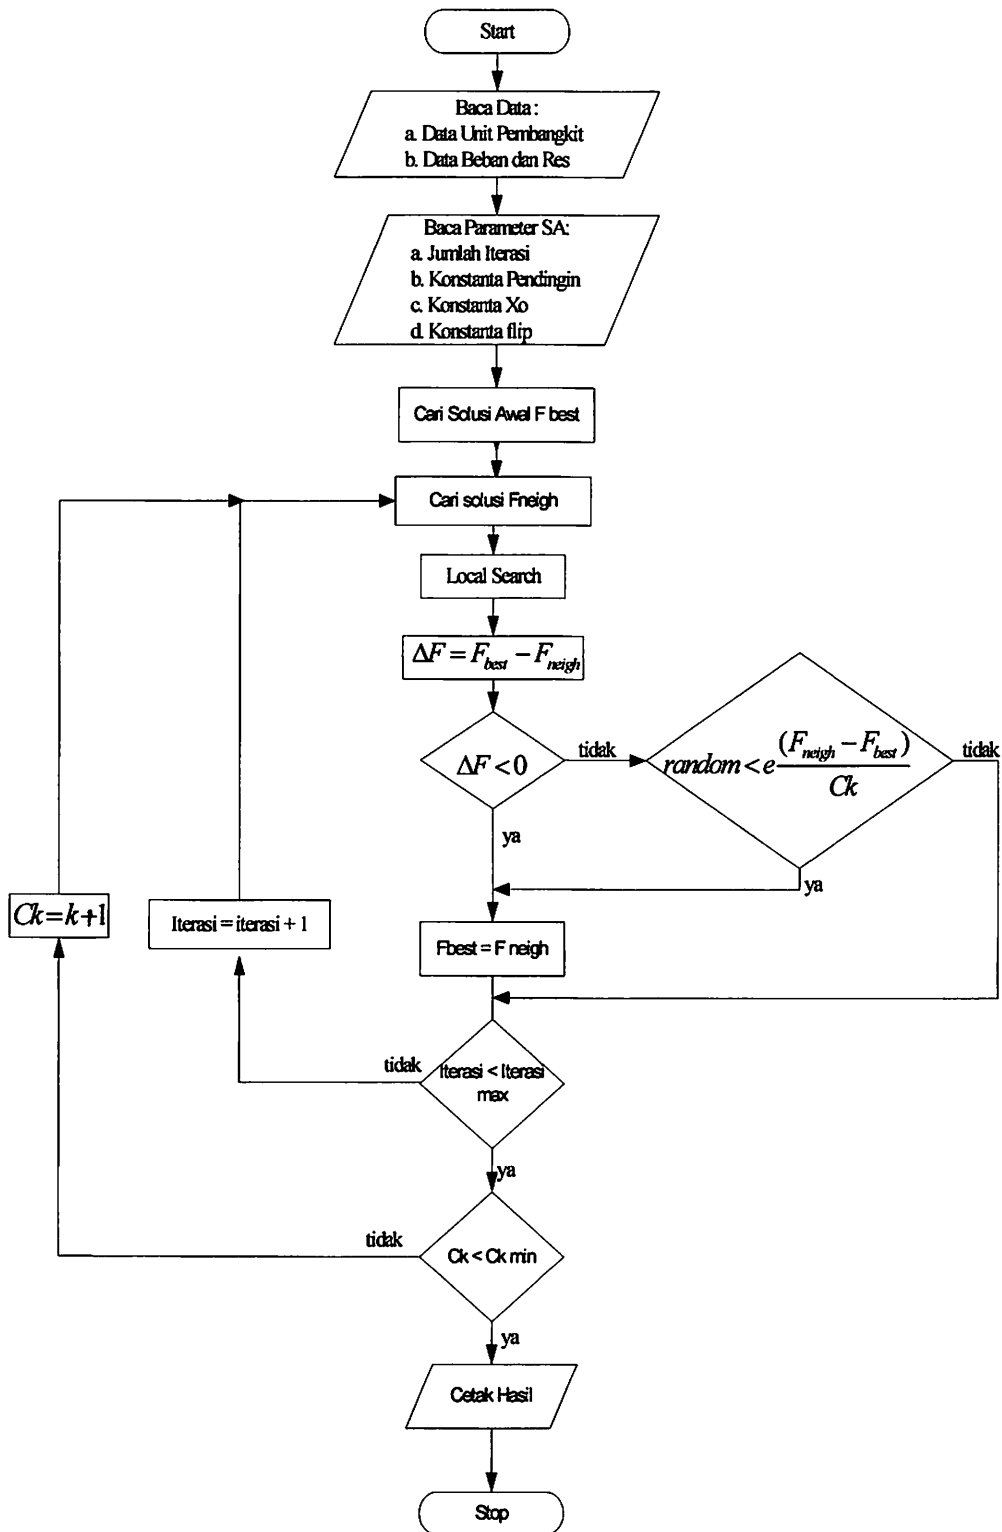 Start
Baca Data :
a. Data Unit Pembangkit
b. Data Beban dan Res
Baca Parameter SA:
a. Jumlah Iterasi
b. Konstanta Pendingin
c. Konstanta Xo
d. Konstanta flip
Cari Solusi Awal F best
Cari solusi Fneigh
Local Search
ΔF = F_best − F_neigh
ΔF < 0
tidak
random < e (F_neigh − F_best) / Ck
tidak
ya
ya
Ck = k+1
Iterasi = iterasi + 1
Fbest = F neigh
tidak
Iterasi < Iterasi
max
ya
tidak
Ck < Ck min
ya
Cetak Hasil
Stop